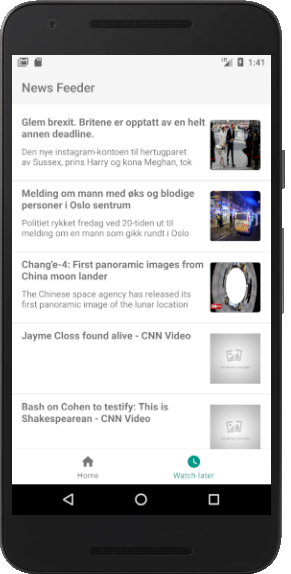 1:41
News Feeder
Glem brexit. Britene er opptatt av en helt
annen deadline.
Den nye instagram-kontoen til hertugparet
av Sussex, prins Harry og kona Meghan, tok
Melding om mann med øks og blodige
personer i Oslo sentrum
Politiet rykket fredag ved 20-tiden ut til
melding om en mann som gikk rundt i Oslo
Chang'e-4: First panoramic images from
China moon lander
The Chinese space agency has released its
first panoramic image of the lunar location
Jayme Closs found alive - CNN Video
Bash on Cohen to testify: This is
Shakespearean - CNN Video
Home
Watch later